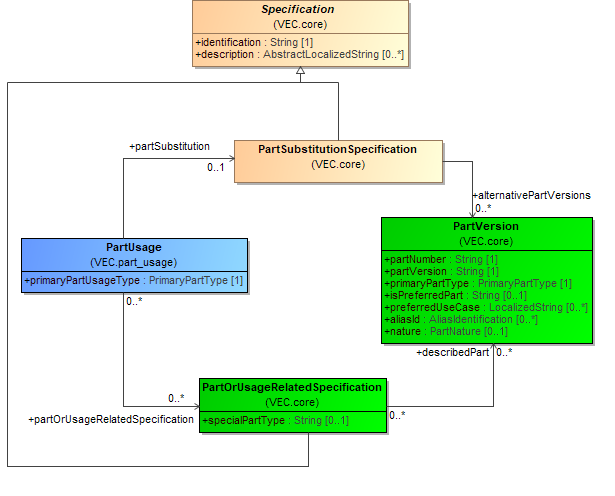 Specification
(VEC.core)
+identification : String [1]
+description : AbstractLocalizedString [0..*]
+partSubstitution
0..1
PartSubstitutionSpecification
(VEC.core)
+alternativePartVersions
0..*
PartUsage
(VEC.part_usage)
+primaryPartUsageType : PrimaryPartType [1]
0..*
PartVersion
(VEC.core)
+partNumber : String [1]
+partVersion : String [1]
+primaryPartType : PrimaryPartType [1]
+isPreferredPart : String [0..1]
+preferredUseCase : LocalizedString [0..*]
+aliasId : AliasIdentification [0..*]
+nature : PartNature [0..1]
+describedPart 0..*
0..*
+partOrUsageRelatedSpecification
PartOrUsageRelatedSpecification
(VEC.core)
+specialPartType : String [0..1]
0..*